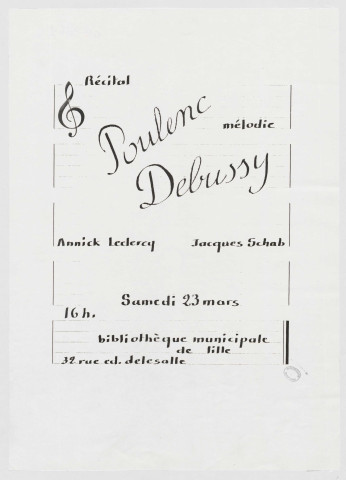 Récital
Poulenc
mélodie
Debussy
Annick Leclercq Jacques Schab
Samedi 23 mars
16h.
bibliothèque municipale
de lille
32 rue ed. delesalle